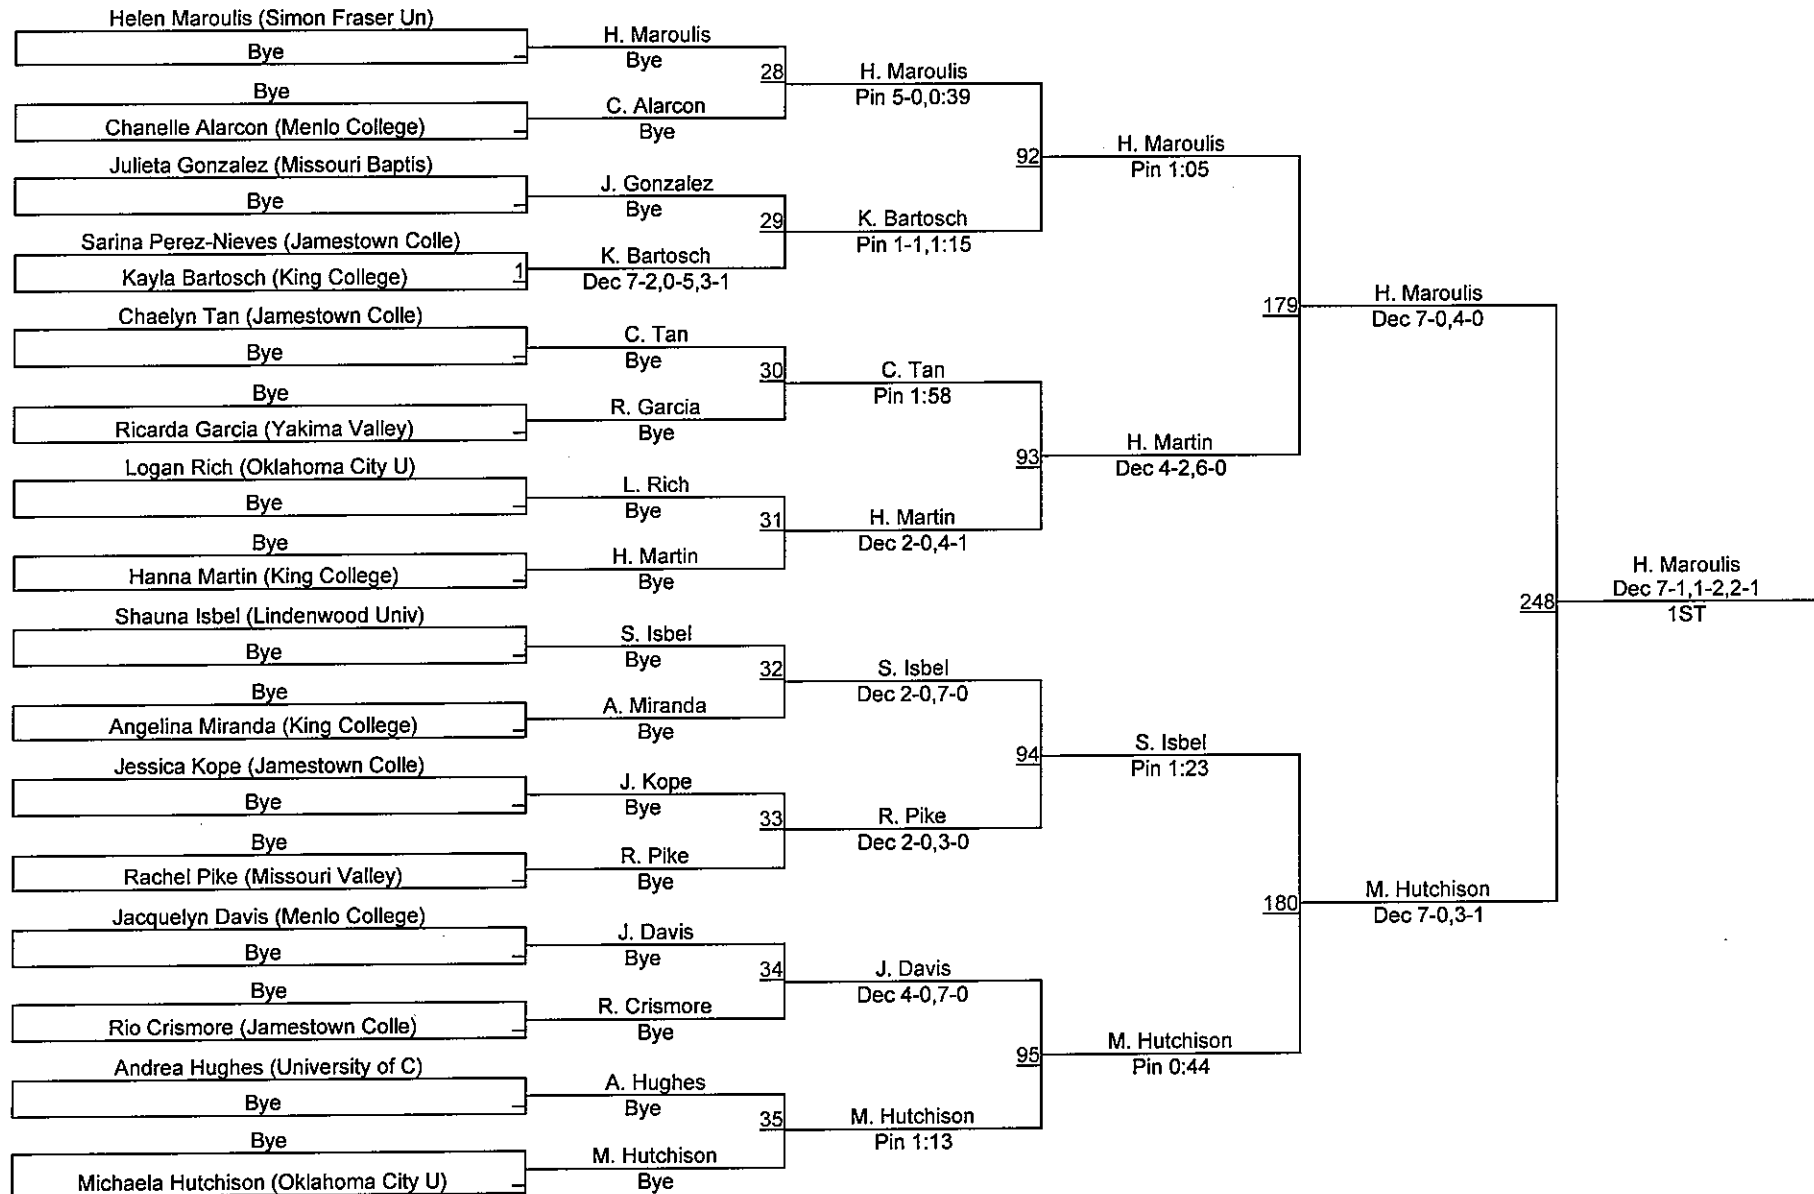 Helen Maroulis (Simon Fraser Un)
Bye
Bye
Chanelle Alarcon (Menlo College)
Julieta Gonzalez (Missouri Baptis)
Bye
Sarina Perez-Nieves (Jamestown Colle)
Kayla Bartosch (King College)
1
Chaelyn Tan (Jamestown Colle)
Bye
Bye
Ricarda Garcia (Yakima Valley)
Logan Rich (Oklahoma City U)
Bye
Bye
Hanna Martin (King College)
Shauna Isbel (Lindenwood Univ)
Bye
Bye
Angelina Miranda (King College)
Jessica Kope (Jamestown Colle)
Bye
Bye
Rachel Pike (Missouri Valley)
Jacquelyn Davis (Menlo College)
Bye
Bye
Rio Crismore (Jamestown Colle)
Andrea Hughes (University of C)
Bye
Bye
Michaela Hutchison (Oklahoma City U)
H. Maroulis
Bye
28
C. Alarcon
Bye
J. Gonzalez
Bye
29
K. Bartosch
Dec 7-2,0-5,3-1
C. Tan
Bye
30
R. Garcia
Bye
L. Rich
Bye
31
H. Martin
Bye
S. Isbel
Bye
32
A. Miranda
Bye
J. Kope
Bye
33
R. Pike
Bye
J. Davis
Bye
34
R. Crismore
Bye
A. Hughes
Bye
35
M. Hutchison
Bye
H. Maroulis
Pin 5-0,0:39
92
K. Bartosch
Pin 1-1,1:15
C. Tan
Pin 1:58
93
H. Martin
Dec 2-0,4-1
S. Isbel
Dec 2-0,7-0
94
R. Pike
Dec 2-0,3-0
J. Davis
Dec 4-0,7-0
95
M. Hutchison
Pin 1:13
H. Maroulis
Pin 1:05
179
H. Martin
Dec 4-2,6-0
S. Isbel
Pin 1:23
180
M. Hutchison
Pin 0:44
H. Maroulis
Dec 7-0,4-0
248
M. Hutchison
Dec 7-0,3-1
H. Maroulis
Dec 7-1,1-2,2-1
1ST